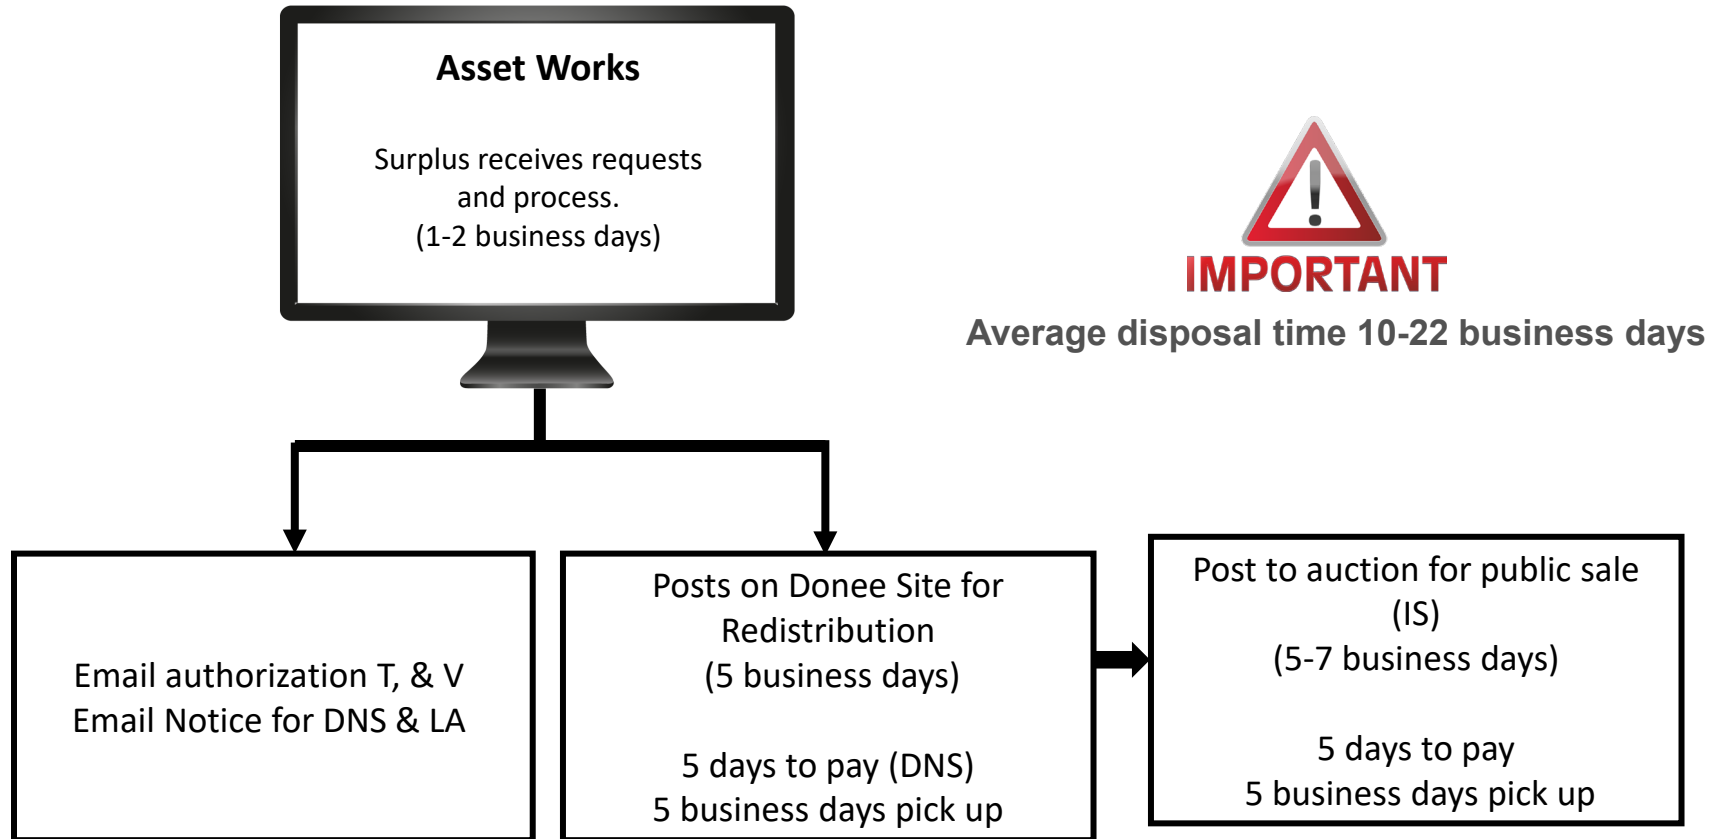 Asset Works
Surplus receives requests
and process.
(1-2 business days)
IMPORTANT
Average disposal time 10-22 business days
Email authorization T, & V
Email Notice for DNS & LA
Posts on Donee Site for
Redistribution
(5 business days)
5 days to pay (DNS)
5 business days pick up
Post to auction for public sale
(IS)
(5-7 business days)
5 days to pay
5 business days pick up